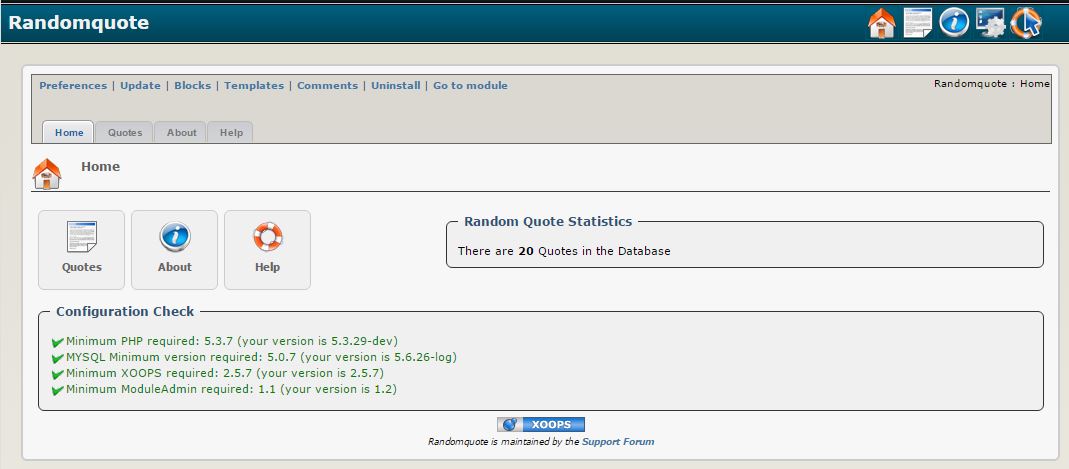 Randomquote
Preferences | Update | Blocks | Templates | Comments | Uninstall | Go to module
Randomquote : Home
Home Quotes About Help
Home
Quotes About Help
Random Quote Statistics
There are 20 Quotes in the Database
Configuration Check
Minimum PHP required: 5.3.7 (your version is 5.3.29-dev)
MYSQL Minimum version required: 5.0.7 (your version is 5.6.26-log)
Minimum XOOPS required: 2.5.7 (your version is 2.5.7)
Minimum ModuleAdmin required: 1.1 (your version is 1.2)
XOOPS
Randomquote is maintained by the Support Forum